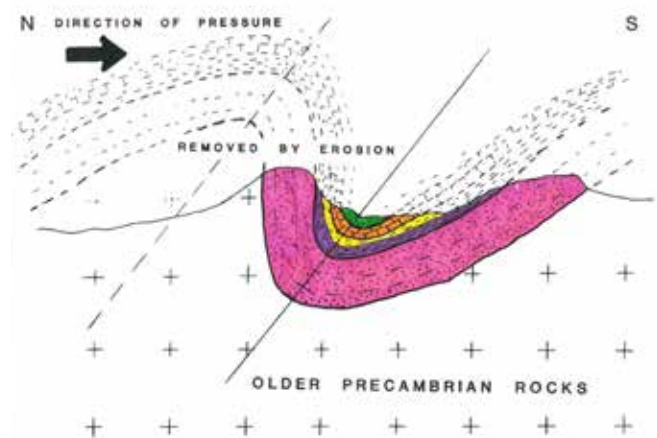 N DIRECTION OF PRESSURE S
REMOVED BY EROSION
OLDER PRECAMBRIAN ROCKS